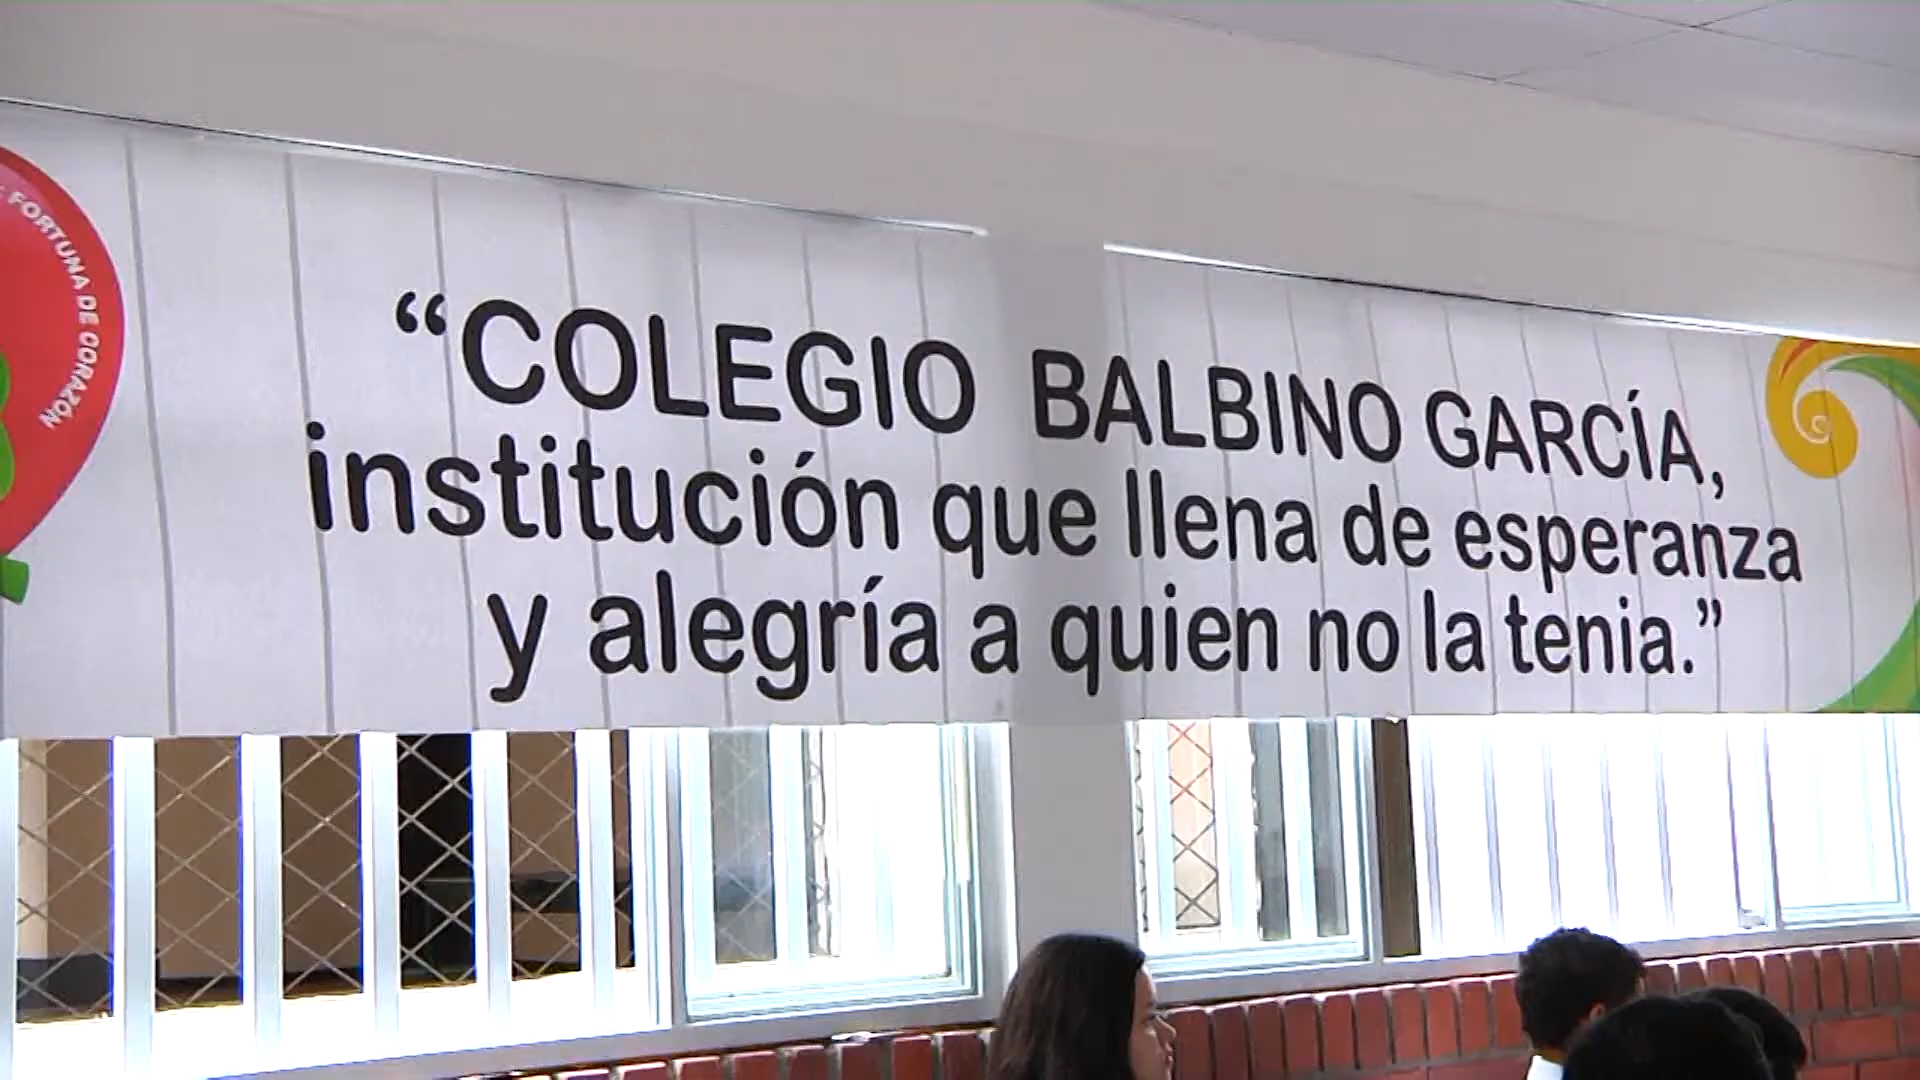 FORTUNA DE CORAZÓN
“COLEGIO BALBINO GARCÍA,
institución que llena de esperanza
y alegría a quien no la tenia.”